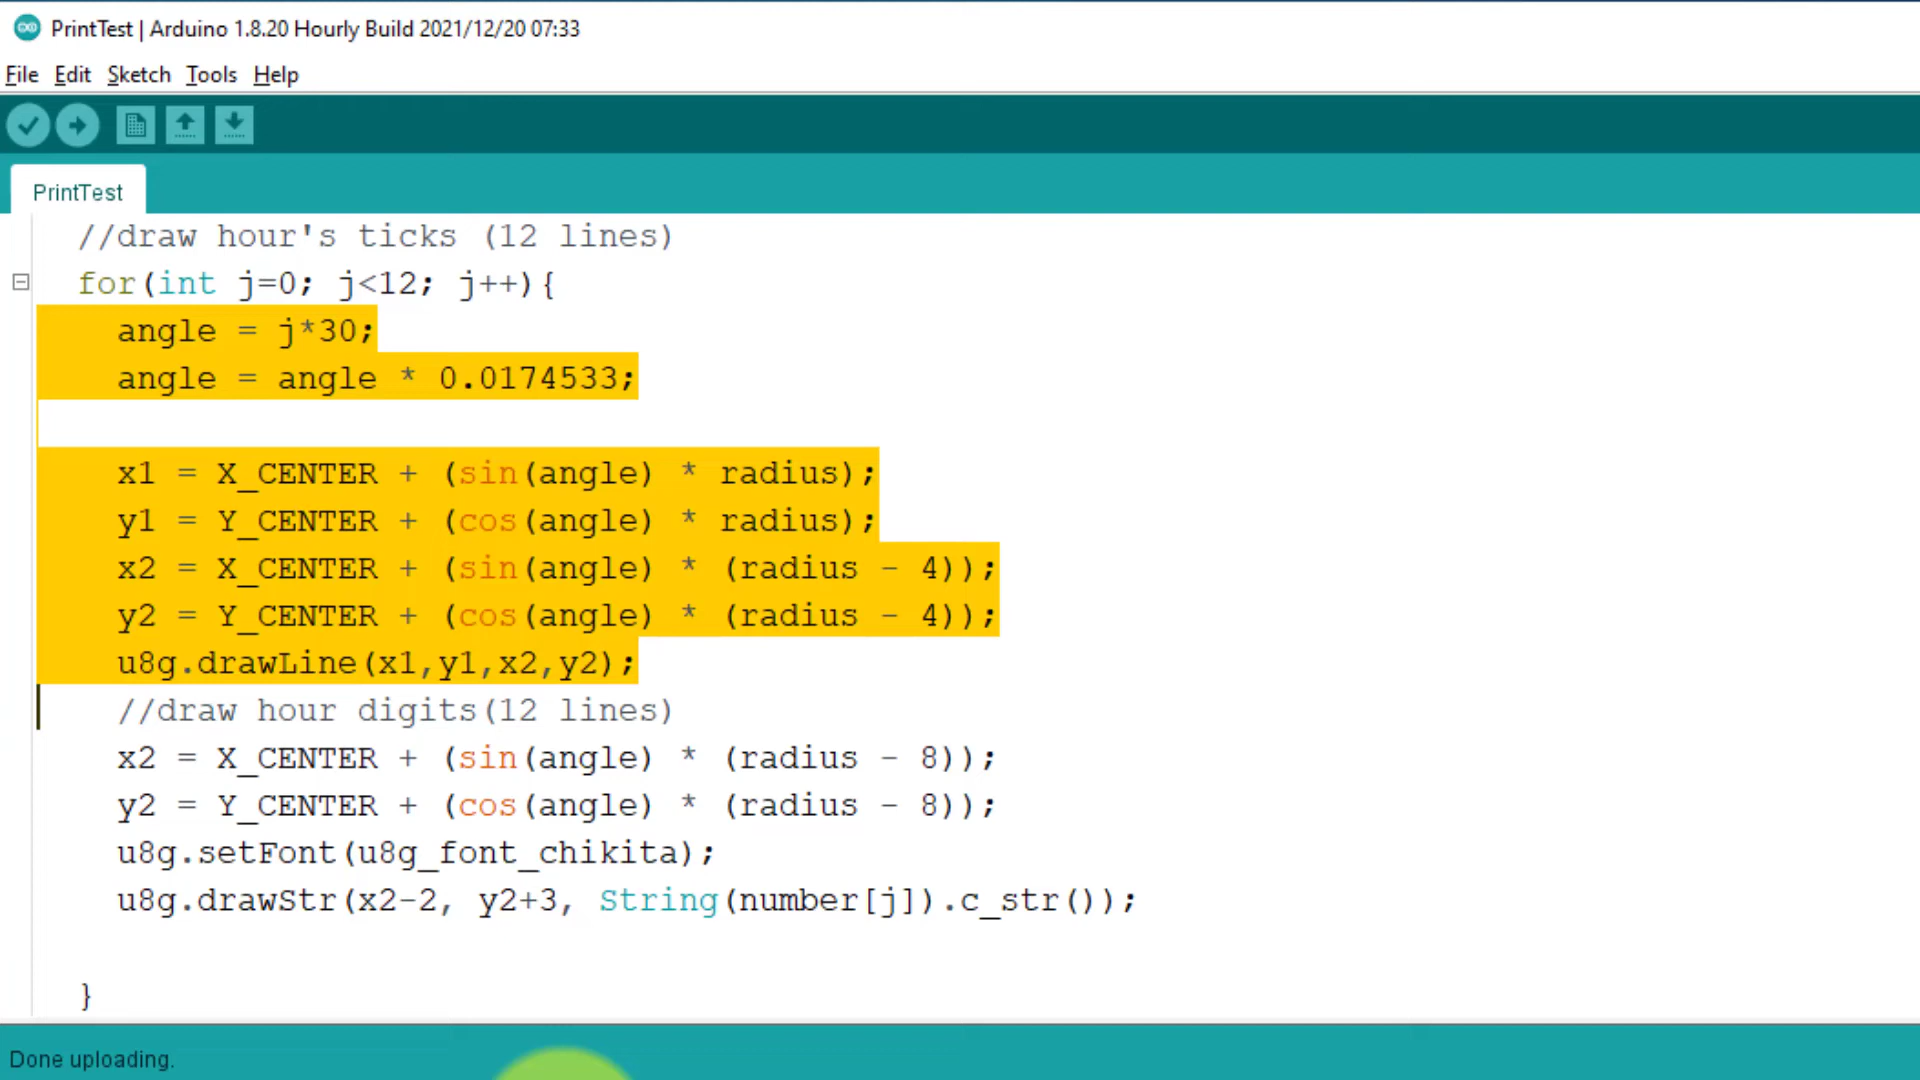 PrintTest | Arduino 1.8.20 Hourly Build 2021/12/20 07:33
File Edit Sketch Tools Help
PrintTest
//draw hour's ticks (12 lines)
for(int j=0; j<12; j++){
angle = j*30;
angle = angle * 0.0174533;
x1 = X_CENTER + (sin(angle) * radius);
y1 = Y_CENTER + (cos(angle) * radius);
x2 = X_CENTER + (sin(angle) * (radius - 4));
y2 = Y_CENTER + (cos(angle) * (radius - 4));
u8g.drawLine(x1,y1,x2,y2);
//draw hour digits(12 lines)
x2 = X_CENTER + (sin(angle) * (radius - 8));
y2 = Y_CENTER + (cos(angle) * (radius - 8));
u8g.setFont(u8g_font_chikita);
u8g.drawStr(x2-2, y2+3, String(number[j]).c_str());
}
Done uploading.